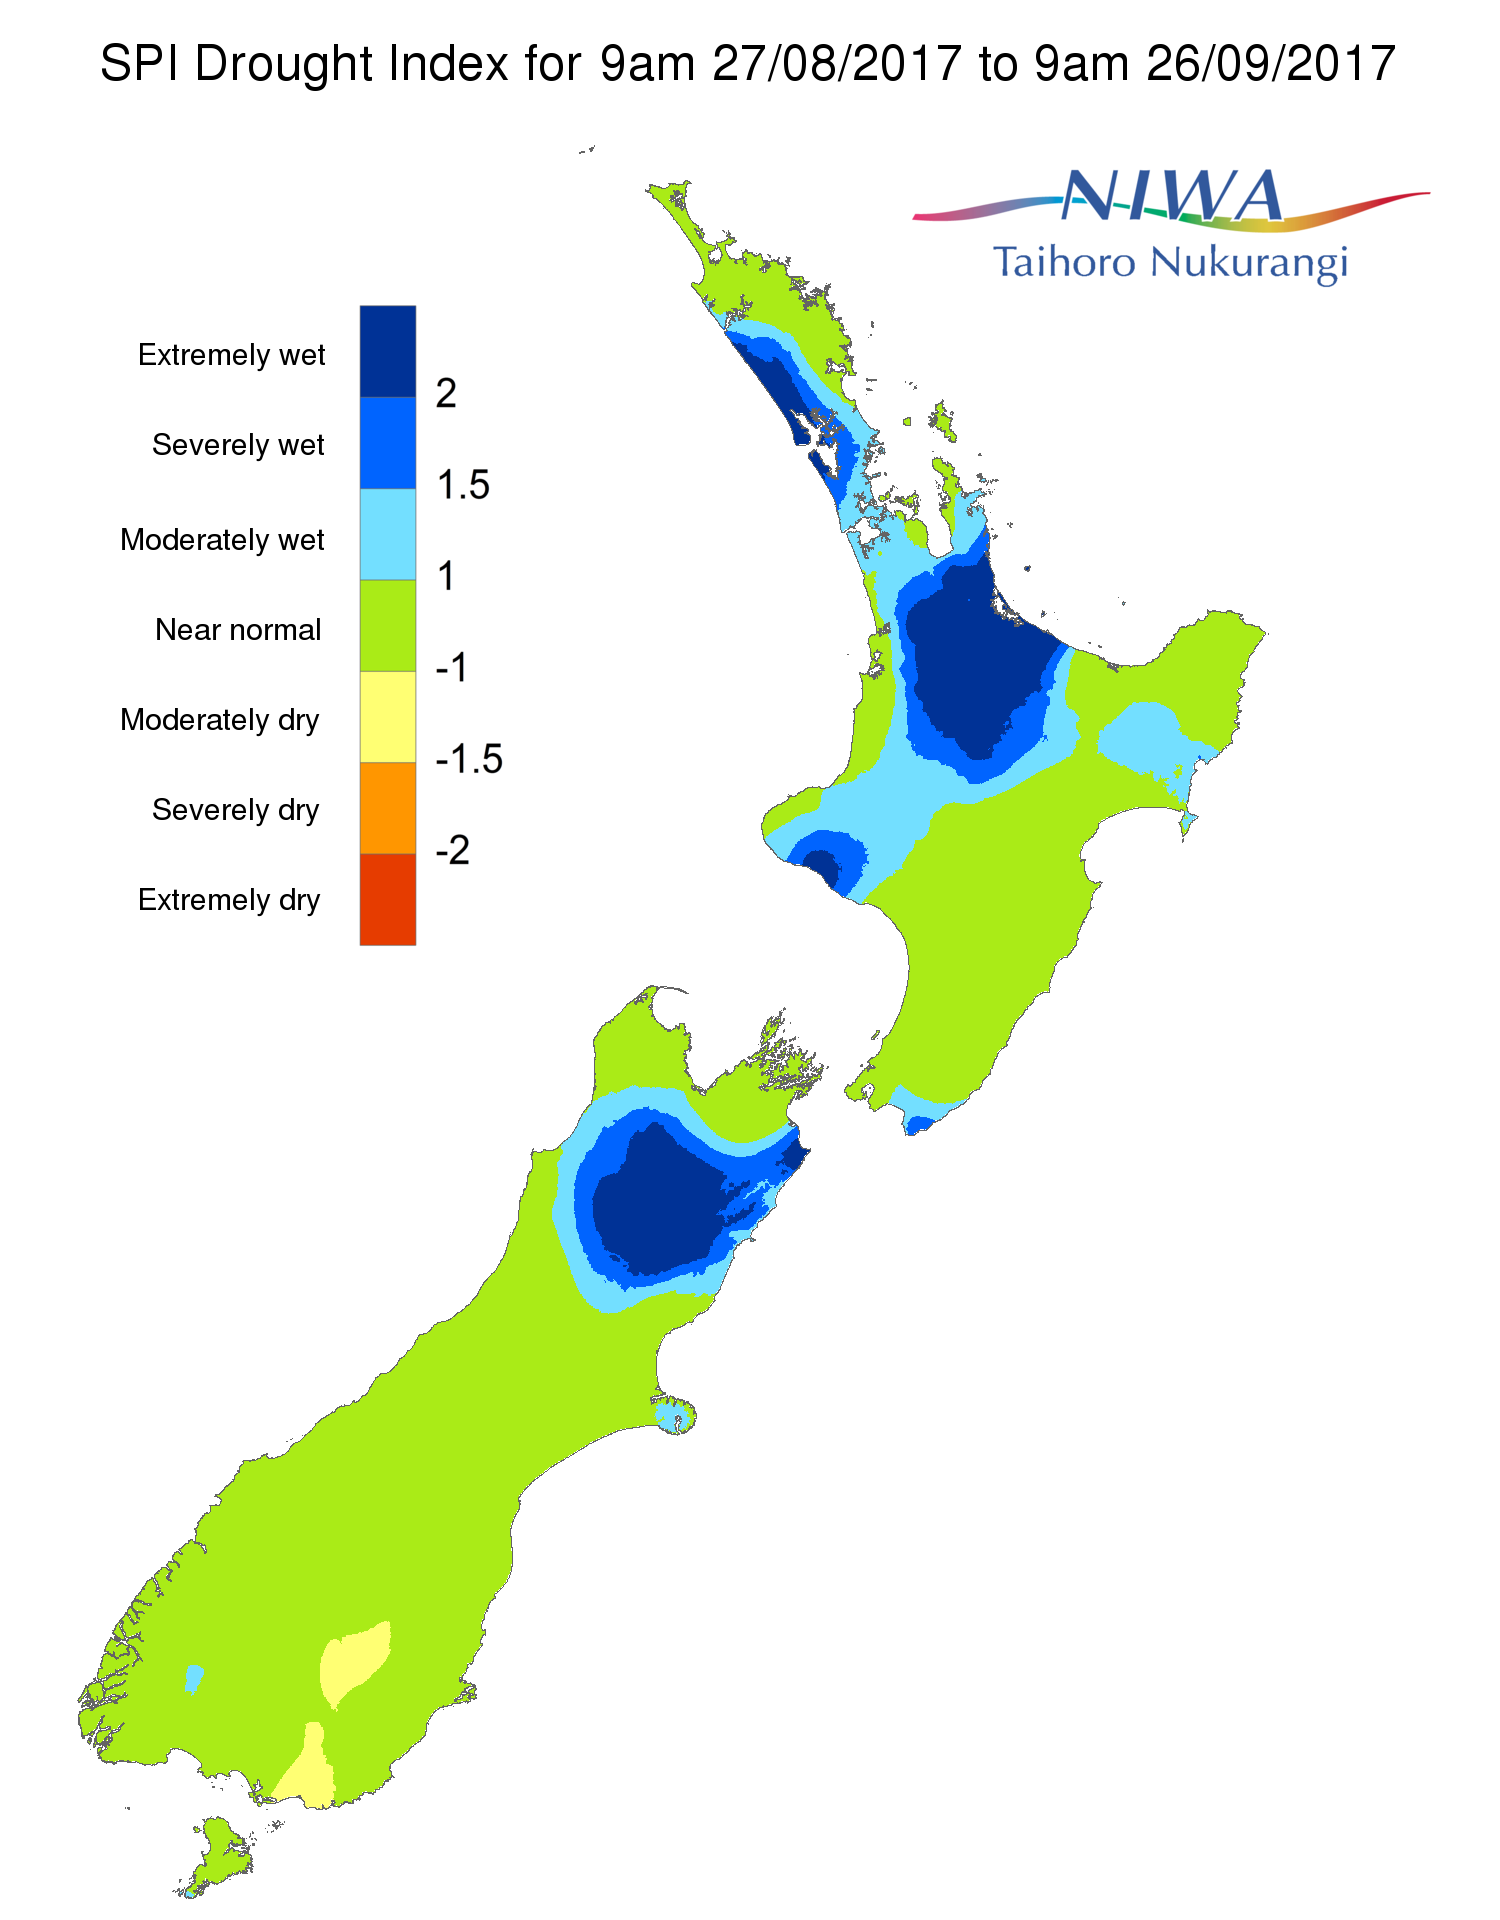 SPI Drought Index for 9am 27/08/2017 to 9am 26/09/2017
NIWA
Taihoro Nukurangi
Extremely wet
2
Severely wet
1.5
Moderately wet
1
Near normal
-1
Moderately dry
-1.5
Severely dry
-2
Extremely dry